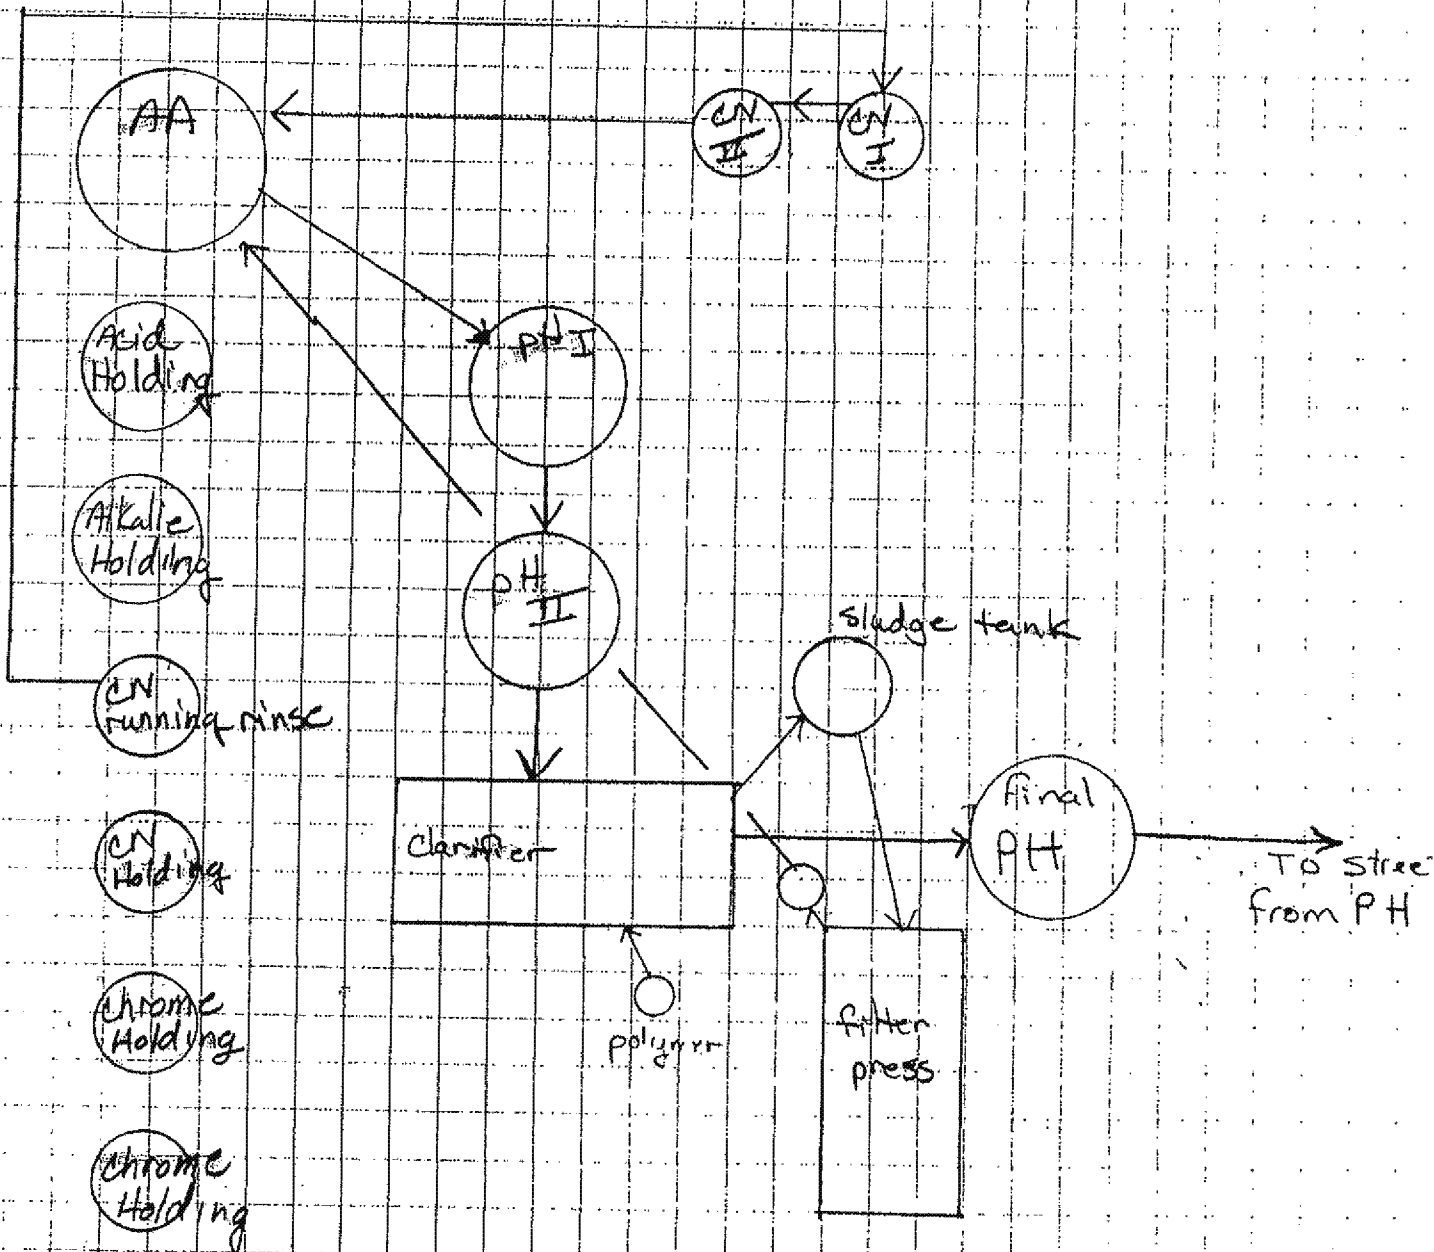 AA
CN
II
CN
I
Acid
Holding
pH I
Alkalie
Holding
pH
II
sludge tank
CN
running rinse
final
PH
Clarifier
CN
Holding
TO Stree
from PH
chrome
Holding
polymer
filter
press
chrome
Holding